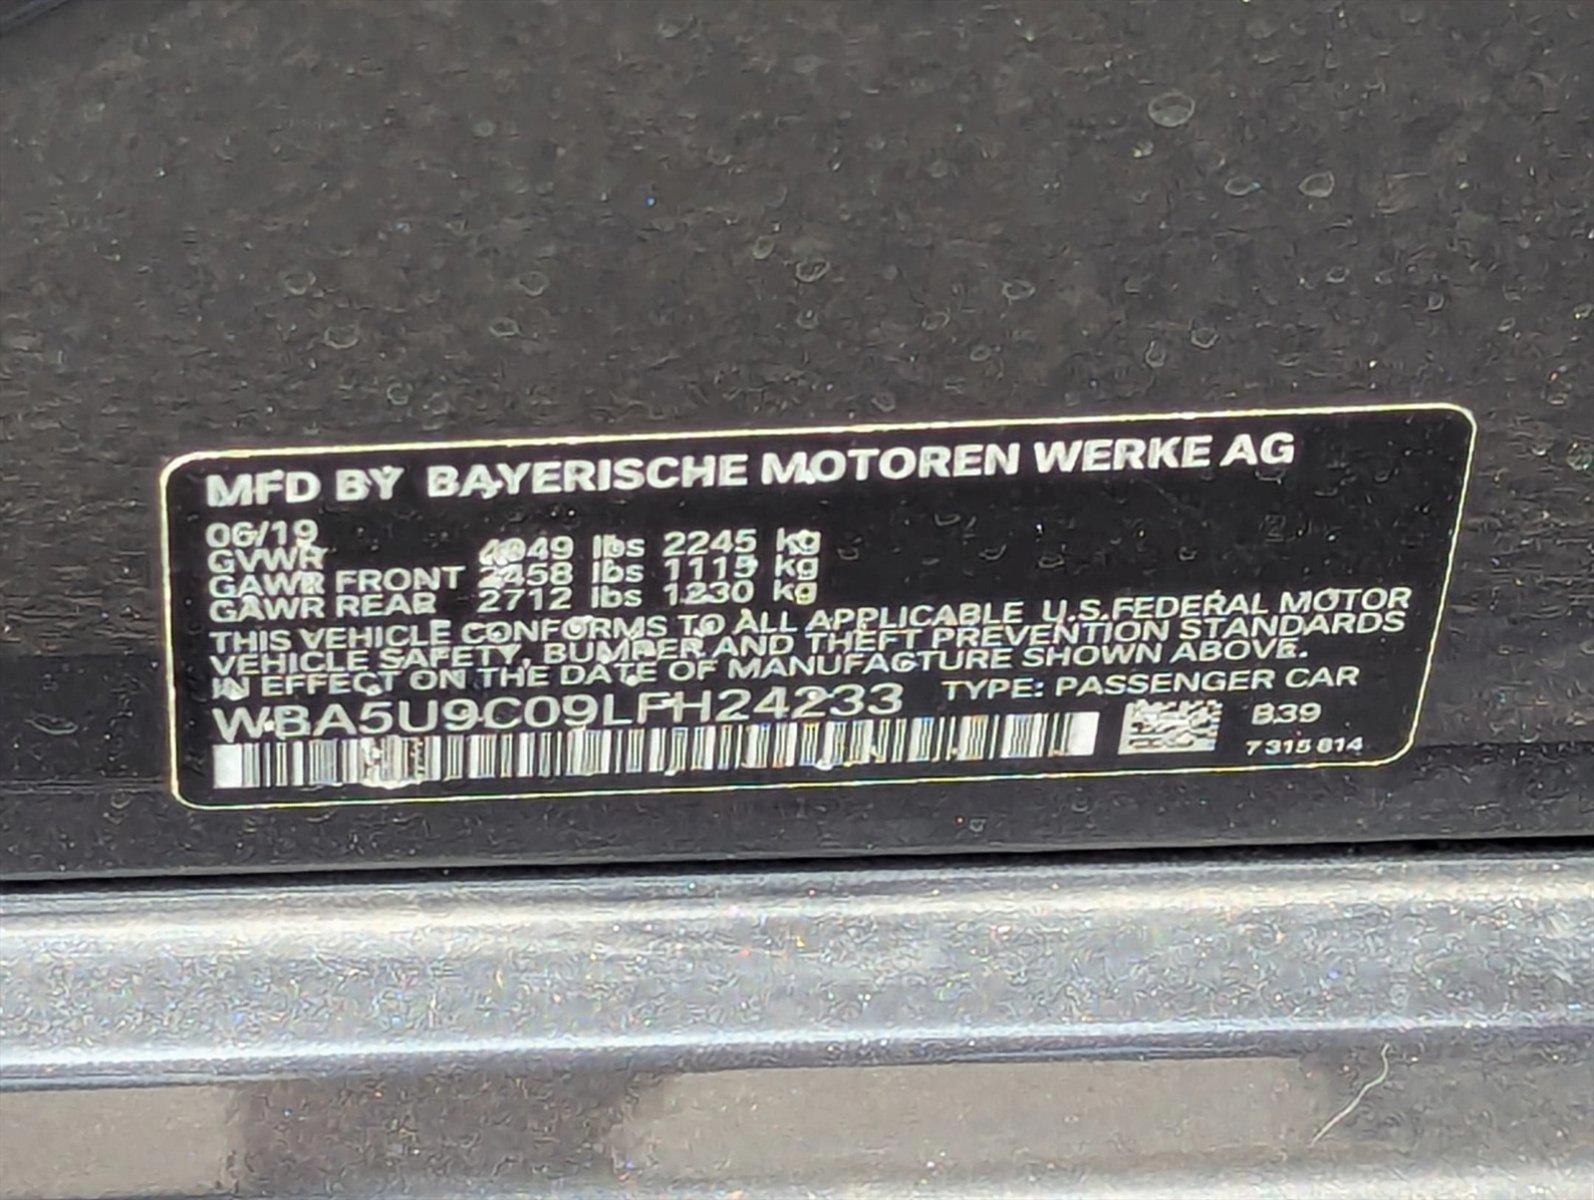 MFD BY BAYERISCHE MOTOREN WERKE AG
06/19
GVWR 4949 lbs 2245 kg
GAWR FRONT 2458 lbs 1115 kg
GAWR REAR 2712 lbs 1230 kg
THIS VEHICLE CONFORMS TO ALL APPLICABLE U.S.FEDERAL MOTOR
VEHICLE SAFETY, BUMPER AND THEFT PREVENTION STANDARDS
IN EFFECT ON THE DATE OF MANUFACTURE SHOWN ABOVE.
WBA5U9C09LFH24233 TYPE: PASSENGER CAR
B39
7 315 814